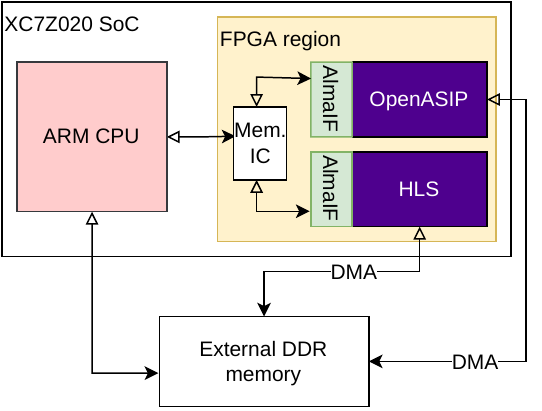 XC7Z020 SoC
FPGA region
ARM CPU
Mem.
IC
AlmaIF
OpenASIP
AlmaIF
HLS
DMA
External DDR
memory
DMA